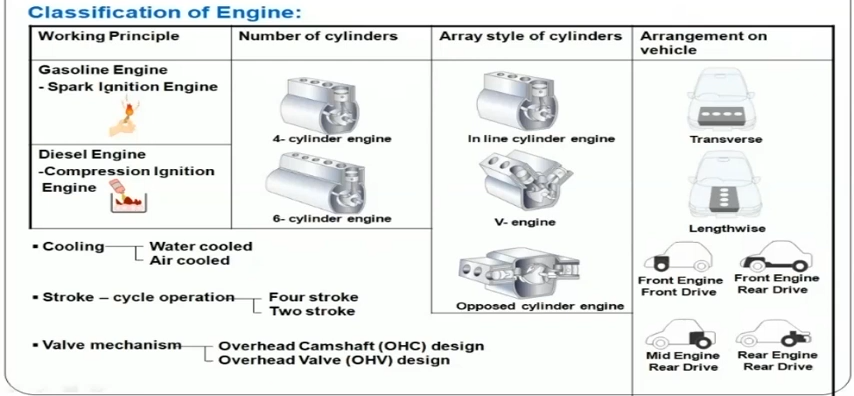 Classification of Engine:
Working Principle
Number of cylinders
Array style of cylinders
Arrangement on
vehicle
Gasoline Engine
- Spark Ignition Engine
4- cylinder engine
In line cylinder engine
Transverse
Diesel Engine
-Compression Ignition
Engine
6- cylinder engine
V- engine
Lengthwise
▪ Cooling
Water cooled
Air cooled
▪ Stroke – cycle operation
Four stroke
Two stroke
Opposed cylinder engine
Front Engine
Front Drive
Front Engine
Rear Drive
▪ Valve mechanism
Overhead Camshaft (OHC) design
Overhead Valve (OHV) design
Mid Engine
Rear Drive
Rear Engine
Rear Drive